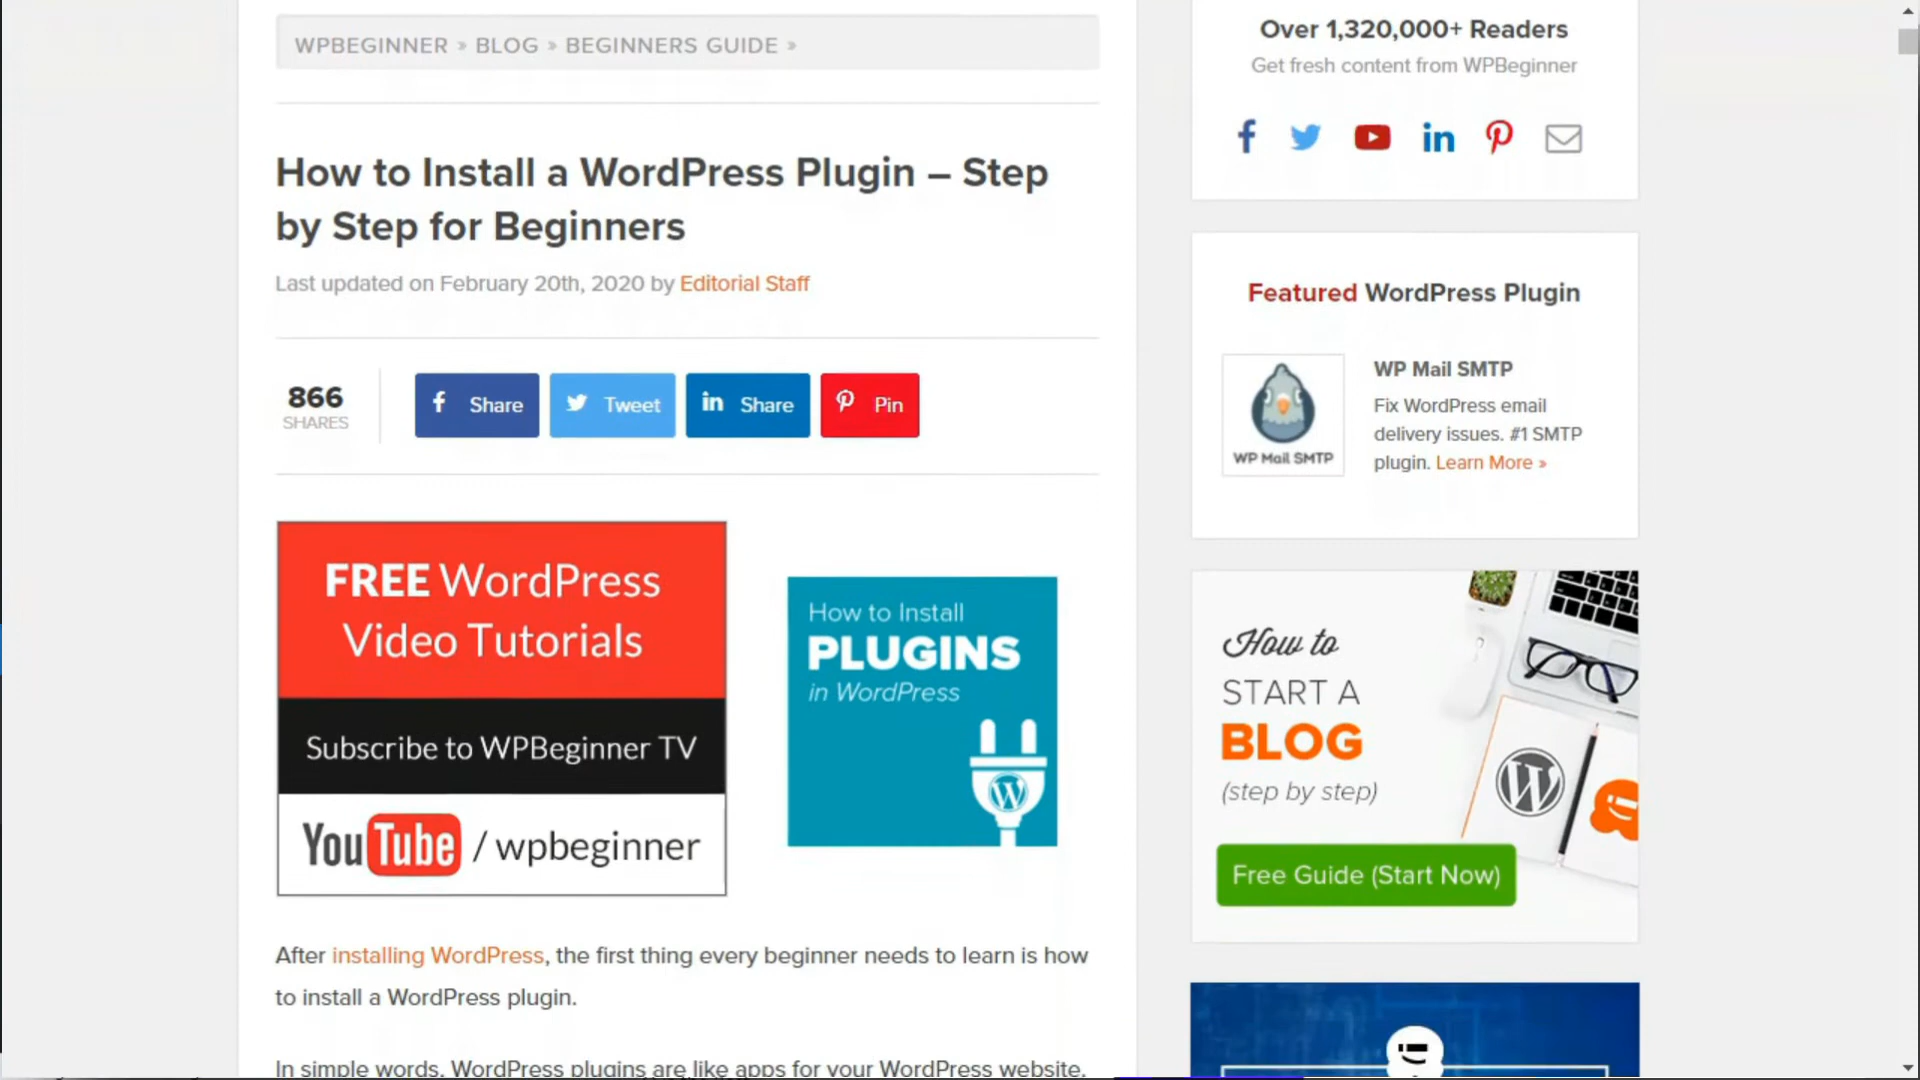 WPBEGINNER » BLOG » BEGINNERS GUIDE »
How to Install a WordPress Plugin – Step
by Step for Beginners
Last updated on February 20th, 2020 by Editorial Staff
866
SHARES
Share
Tweet
Share
Pin
FREE WordPress
Video Tutorials
Subscribe to WPBeginner TV
YouTube / wpbeginner
How to Install
PLUGINS
in WordPress
After installing WordPress, the first thing every beginner needs to learn is how
to install a WordPress plugin.
In simple words, WordPress plugins are like apps for your WordPress website.
Over 1,320,000+ Readers
Get fresh content from WPBeginner
Featured WordPress Plugin
WP Mail SMTP
WP Mail SMTP
Fix WordPress email
delivery issues. #1 SMTP
plugin. Learn More »
How to
START A
BLOG
(step by step)
Free Guide (Start Now)